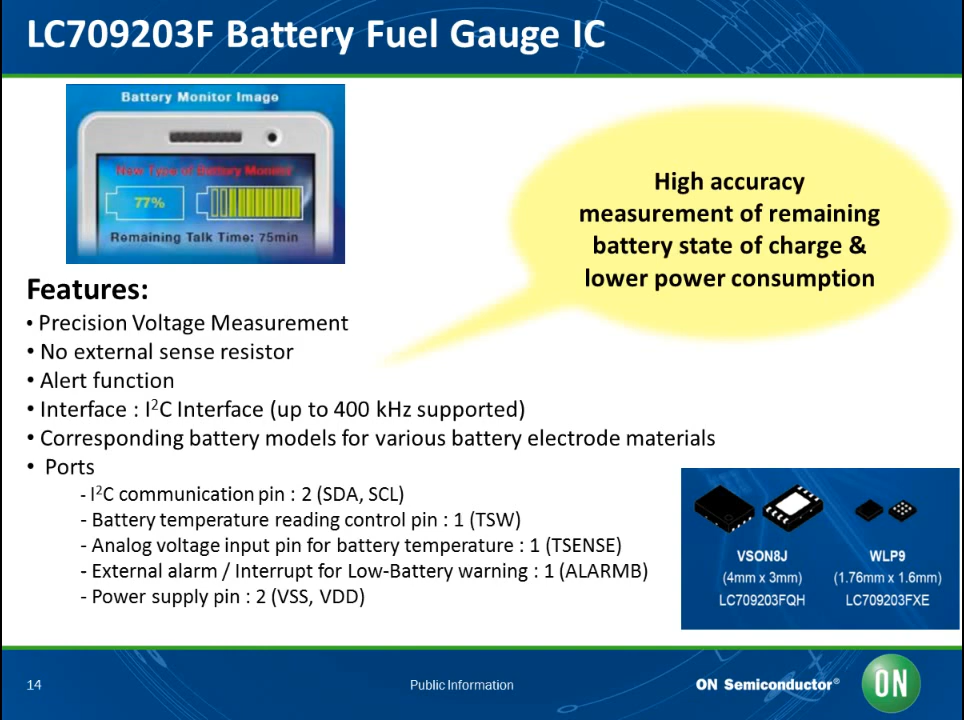 LC709203F Battery Fuel Gauge IC
Battery Monitor Image
New Type of Battery Monitor
77%
Remaining Talk Time: 75min
High accuracy
measurement of remaining
battery state of charge &
lower power consumption
Features:
• Precision Voltage Measurement
• No external sense resistor
• Alert function
• Interface : I²C Interface (up to 400 kHz supported)
• Corresponding battery models for various battery electrode materials
• Ports
- I²C communication pin : 2 (SDA, SCL)
- Battery temperature reading control pin : 1 (TSW)
- Analog voltage input pin for battery temperature : 1 (TSENSE)
- External alarm / Interrupt for Low-Battery warning : 1 (ALARMB)
- Power supply pin : 2 (VSS, VDD)
VSON8J
(4mm x 3mm)
LC709203FQH
WLP9
(1.76mm x 1.6mm)
LC709203FXE
14
Public Information
ON Semiconductor®
ON